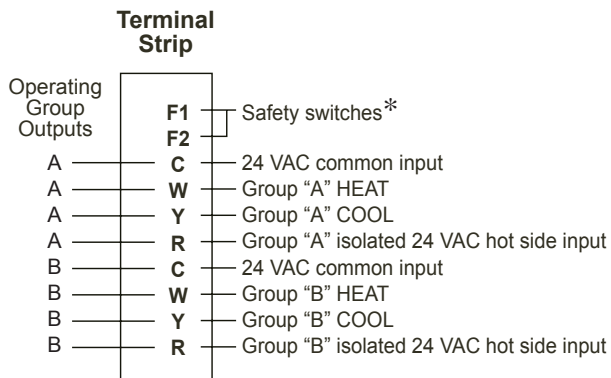 Terminal
Strip
Operating
Group
Outputs
F1 Safety switches*
F2
A C 24 VAC common input
A W Group “A” HEAT
A Y Group “A” COOL
A R Group “A” isolated 24 VAC hot side input
B C 24 VAC common input
B W Group “B” HEAT
B Y Group “B” COOL
B R Group “B” isolated 24 VAC hot side input